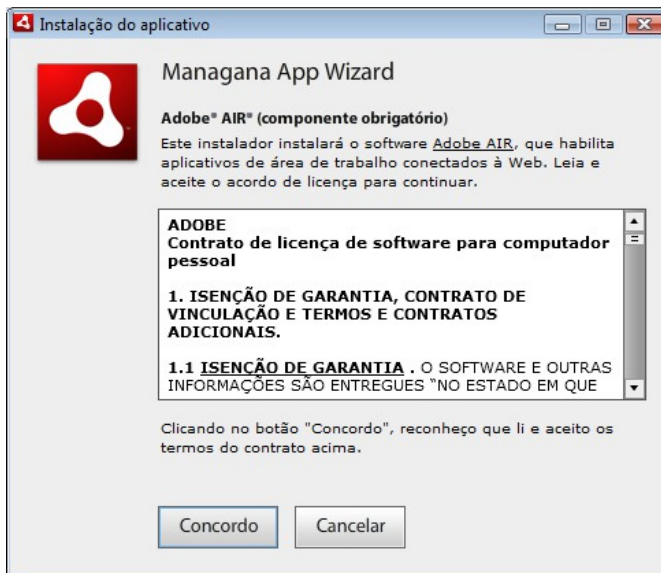 Instalação do aplicativo
Managana App Wizard
Adobe® AIR® (componente obrigatório)
Este instalador instalará o software Adobe AIR, que habilita
aplicativos de área de trabalho conectados à Web. Leia e
aceite o acordo de licença para continuar.
ADOBE
Contrato de licença de software para computador
pessoal
1. ISENÇÃO DE GARANTIA, CONTRATO DE
VINCULAÇÃO E TERMOS E CONTRATOS
ADICIONAIS.
1.1 ISENÇÃO DE GARANTIA . O SOFTWARE E OUTRAS
INFORMAÇÕES SÃO ENTREGUES “NO ESTADO EM QUE
Clicando no botão "Concordo", reconheço que li e aceito os
termos do contrato acima.
Concordo
Cancelar